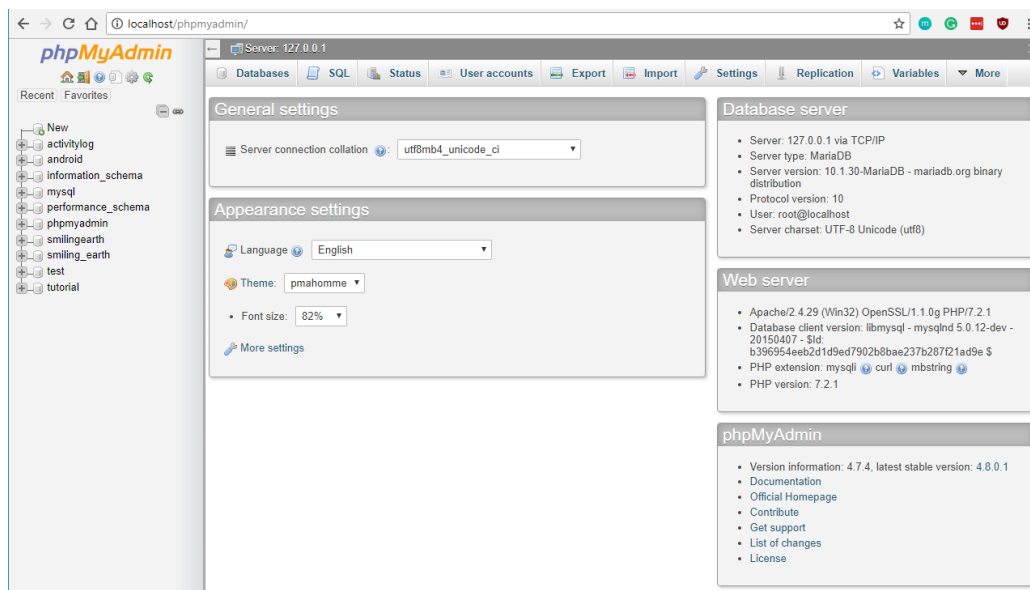 localhost/phpmyadmin/
phpMyAdmin
Recent Favorites
New
activitylog
android
information_schema
mysql
performance_schema
phpmyadmin
smilingearth
smiling_earth
test
tutorial
Server: 127.0.0.1
Databases SQL Status User accounts Export Import Settings Replication Variables More
General settings
Server connection collation : utf8mb4_unicode_ci
Appearance settings
Language English
Theme: pmahomme
Font size: 82%
More settings
Database server
Server: 127.0.0.1 via TCP/IP
Server type: MariaDB
Server version: 10.1.30-MariaDB - mariadb.org binary
distribution
Protocol version: 10
User: root@localhost
Server charset: UTF-8 Unicode (utf8)
Web server
Apache/2.4.29 (Win32) OpenSSL/1.1.0g PHP/7.2.1
Database client version: libmysql - mysqlnd 5.0.12-dev -
20150407 - $Id:
b396954eeb2d1d9ed7902b8bae237b287f21ad9e $
PHP extension: mysqli curl mbstring
PHP version: 7.2.1
phpMyAdmin
Version information: 4.7.4, latest stable version: 4.8.0.1
Documentation
Official Homepage
Contribute
Get support
List of changes
License